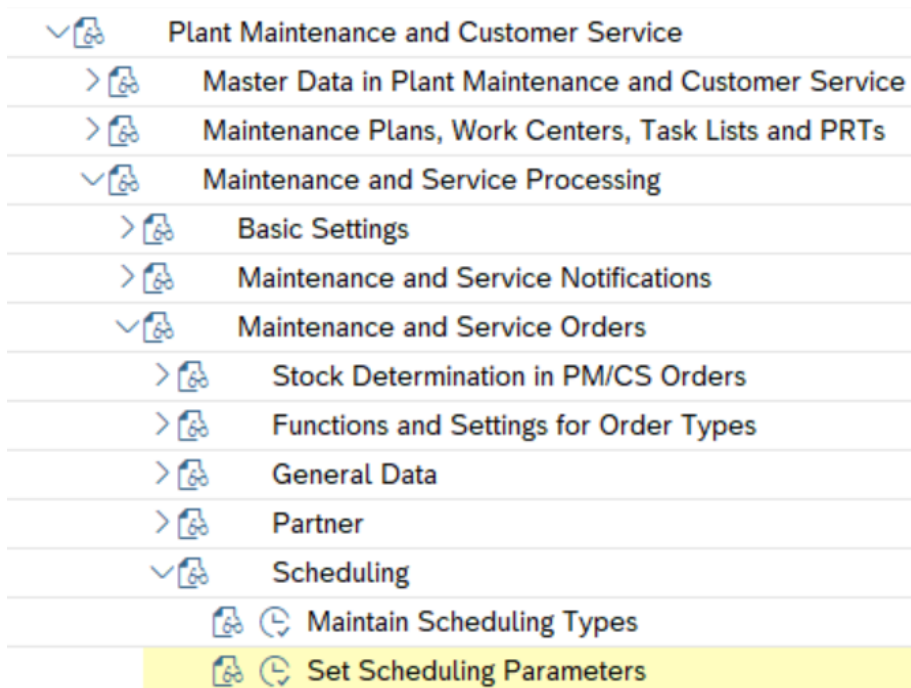 Plant Maintenance and Customer Service
Master Data in Plant Maintenance and Customer Service
Maintenance Plans, Work Centers, Task Lists and PRTs
Maintenance and Service Processing
Basic Settings
Maintenance and Service Notifications
Maintenance and Service Orders
Stock Determination in PM/CS Orders
Functions and Settings for Order Types
General Data
Partner
Scheduling
Maintain Scheduling Types
Set Scheduling Parameters